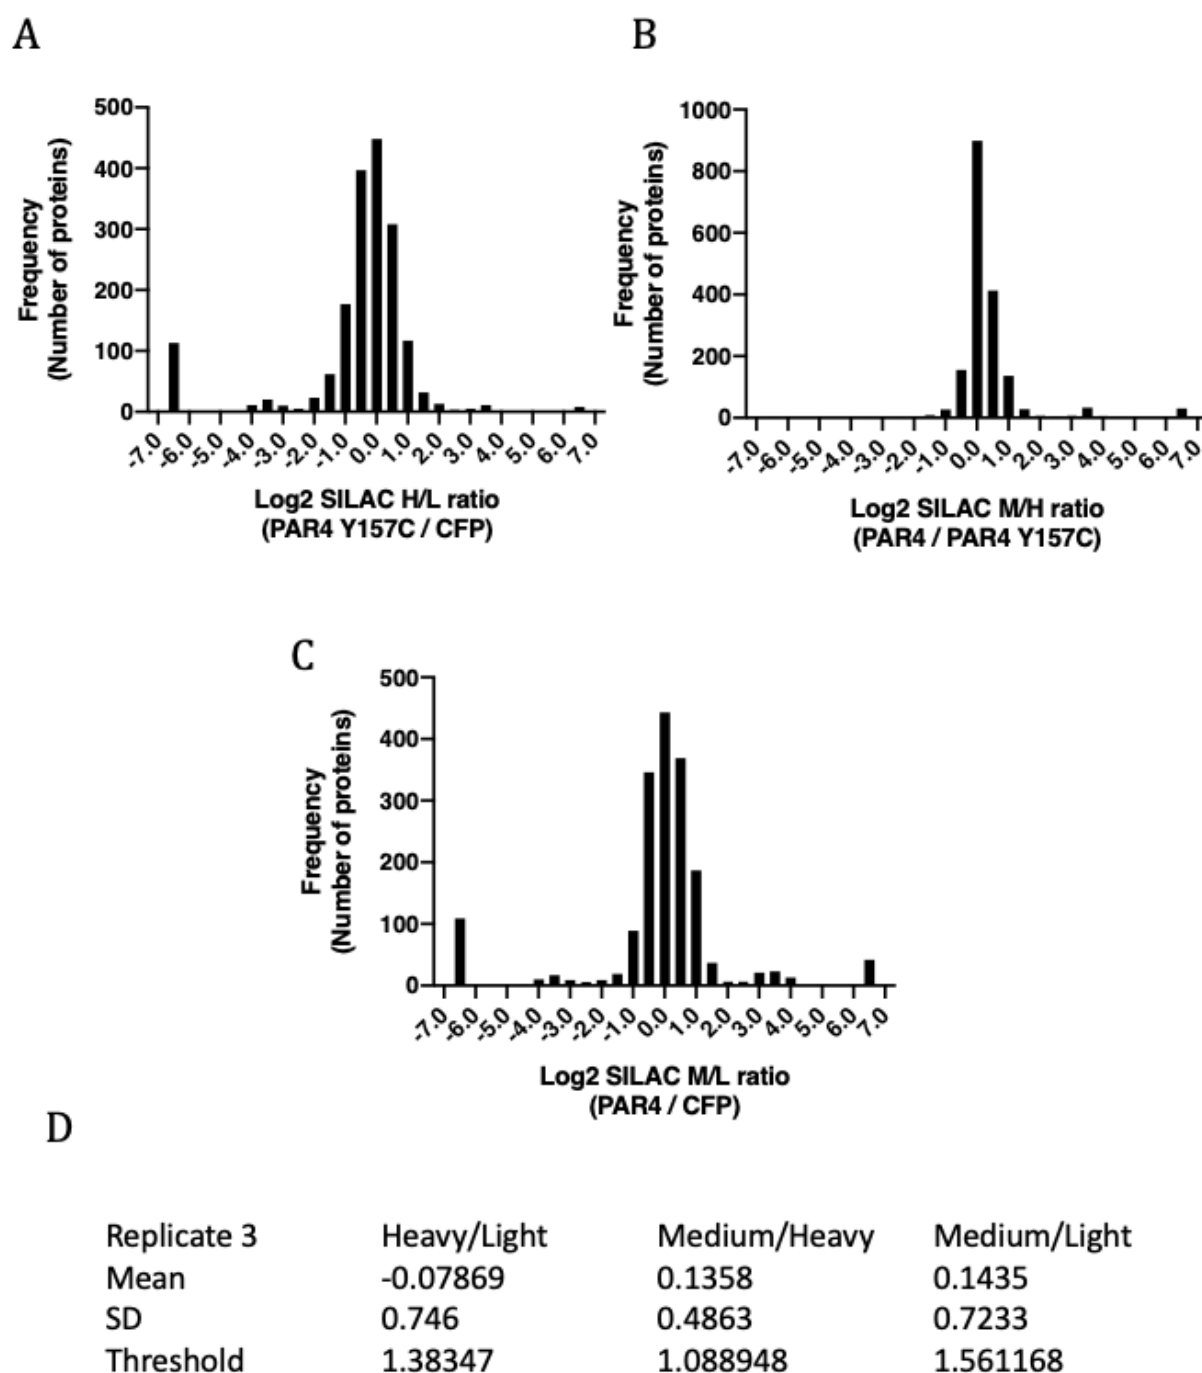 A
500
400
300
200
100
0
Frequency
(Number of proteins)
-7.0 -6.0 -5.0 -4.0 -3.0 -2.0 -1.0 0.0 1.0 2.0 3.0 4.0 5.0 6.0 7.0
Log2 SILAC H/L ratio
(PAR4 Y157C / CFP)
B
1000
800
600
400
200
0
Frequency
(Number of proteins)
-7.0 -6.0 -5.0 -4.0 -3.0 -2.0 -1.0 0.0 1.0 2.0 3.0 4.0 5.0 6.0 7.0
Log2 SILAC M/H ratio
(PAR4 / PAR4 Y157C)
C
500
400
300
200
100
0
Frequency
(Number of proteins)
-7.0 -6.0 -5.0 -4.0 -3.0 -2.0 -1.0 0.0 1.0 2.0 3.0 4.0 5.0 6.0 7.0
Log2 SILAC M/L ratio
(PAR4 / CFP)
D
Replicate 3 Heavy/Light Medium/Heavy Medium/Light
Mean -0.07869 0.1358 0.1435
SD 0.746 0.4863 0.7233
Threshold 1.38347 1.088948 1.561168